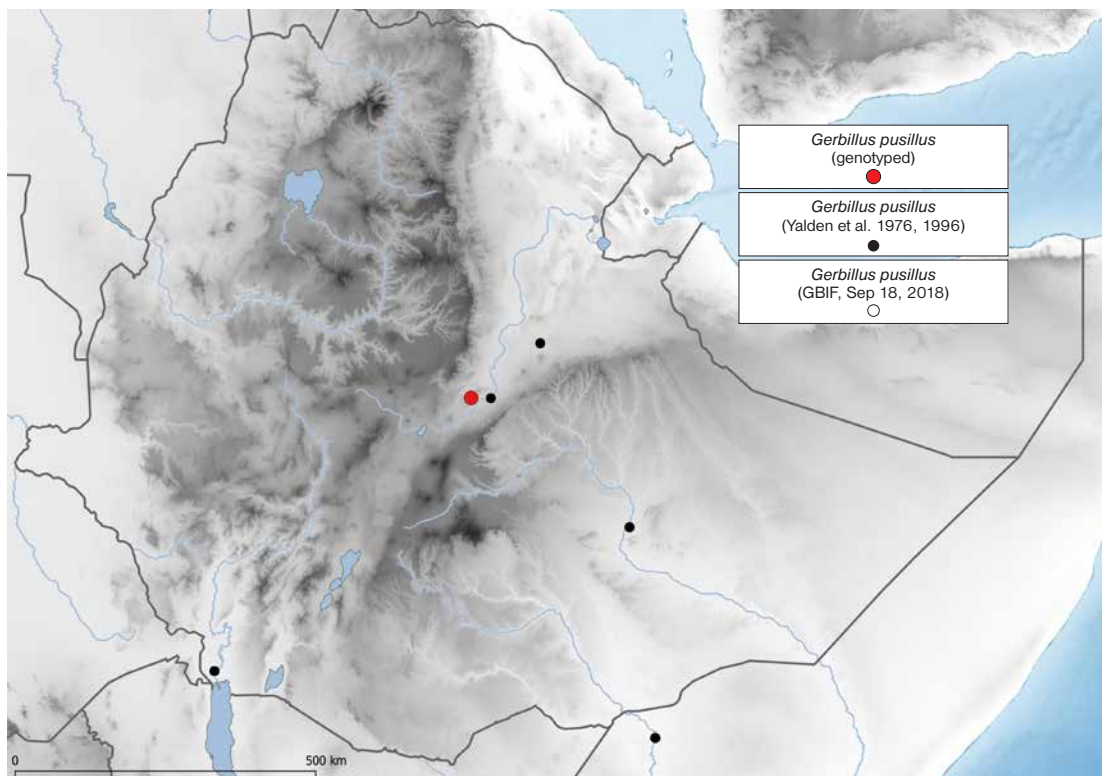 Gerbillus pusillus
(genotyped)
Gerbillus pusillus
(Yalden et al. 1976, 1996)
Gerbillus pusillus
(GBIF, Sep 18, 2018)
0 500 km